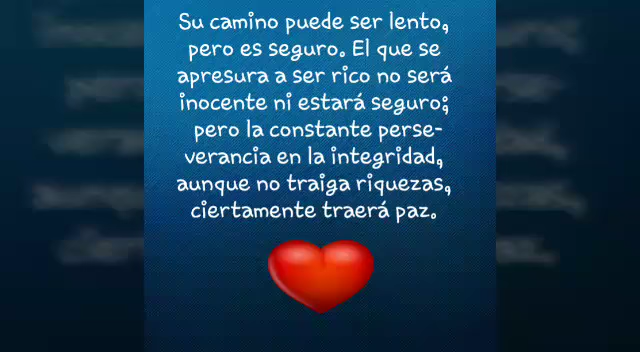 Su camino puede ser lento,
pero es seguro. El que se
apresura a ser rico no será
inocente ni estará seguro;
pero la constante perse-
verancia en la integridad,
aunque no traiga riquezas,
ciertamente traerá paz.